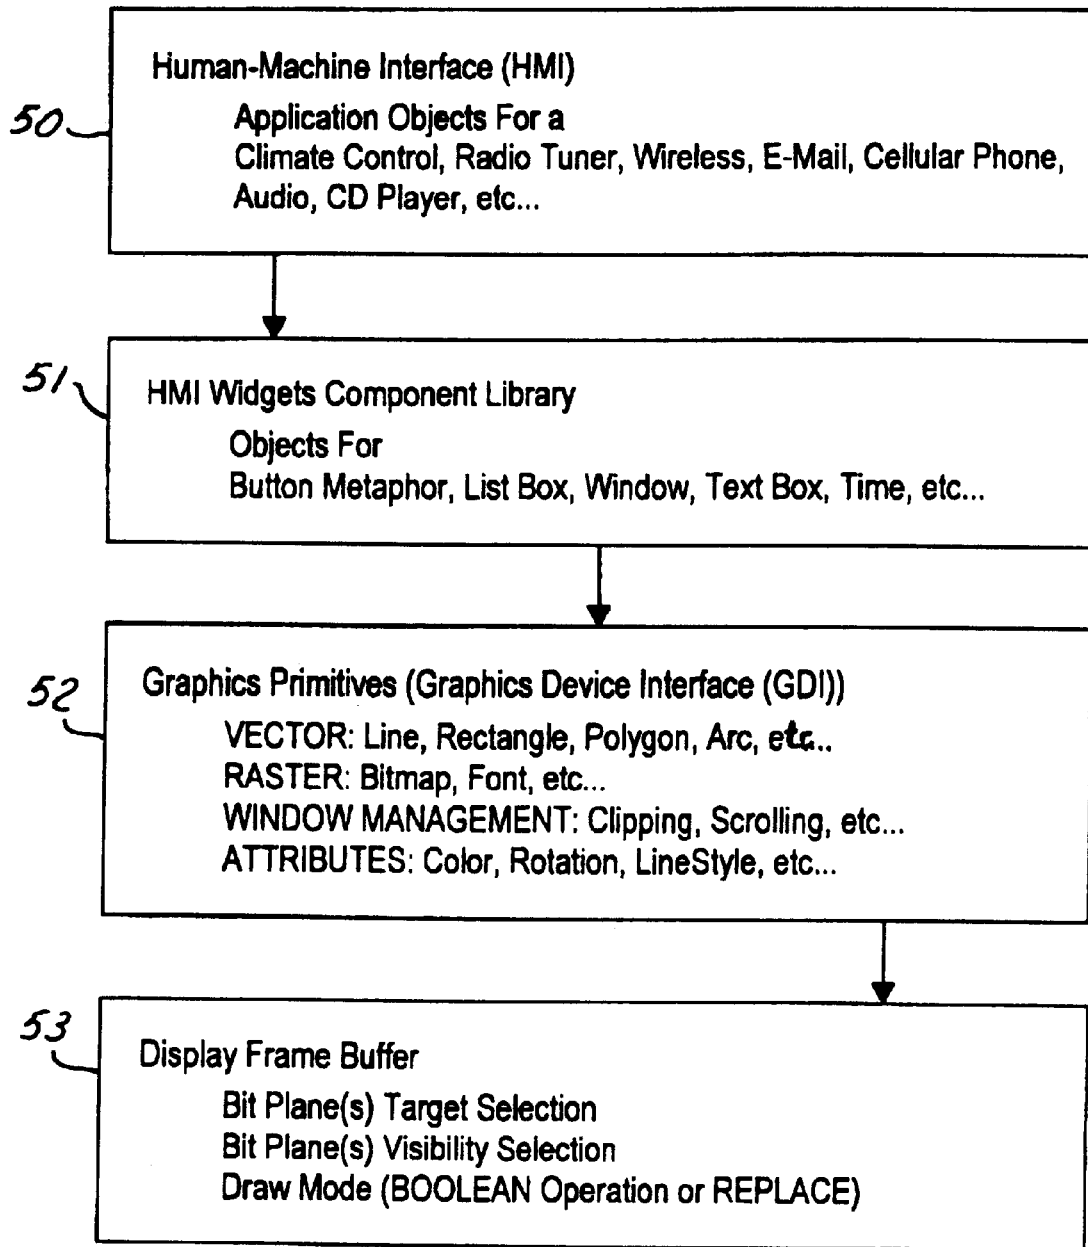 Human-Machine Interface (HMI)
50
Application Objects For a
Climate Control, Radio Tuner, Wireless, E-Mail, Cellular Phone,
Audio, CD Player, etc...
51
HMI Widgets Component Library
Objects For
Button Metaphor, List Box, Window, Text Box, Time, etc...
52
Graphics Primitives (Graphics Device Interface (GDI))
VECTOR: Line, Rectangle, Polygon, Arc, etc..
RASTER: Bitmap, Font, etc...
WINDOW MANAGEMENT: Clipping, Scrolling, etc...
ATTRIBUTES: Color, Rotation, LineStyle, etc...
53
Display Frame Buffer
Bit Plane(s) Target Selection
Bit Plane(s) Visibility Selection
Draw Mode (BOOLEAN Operation or REPLACE)